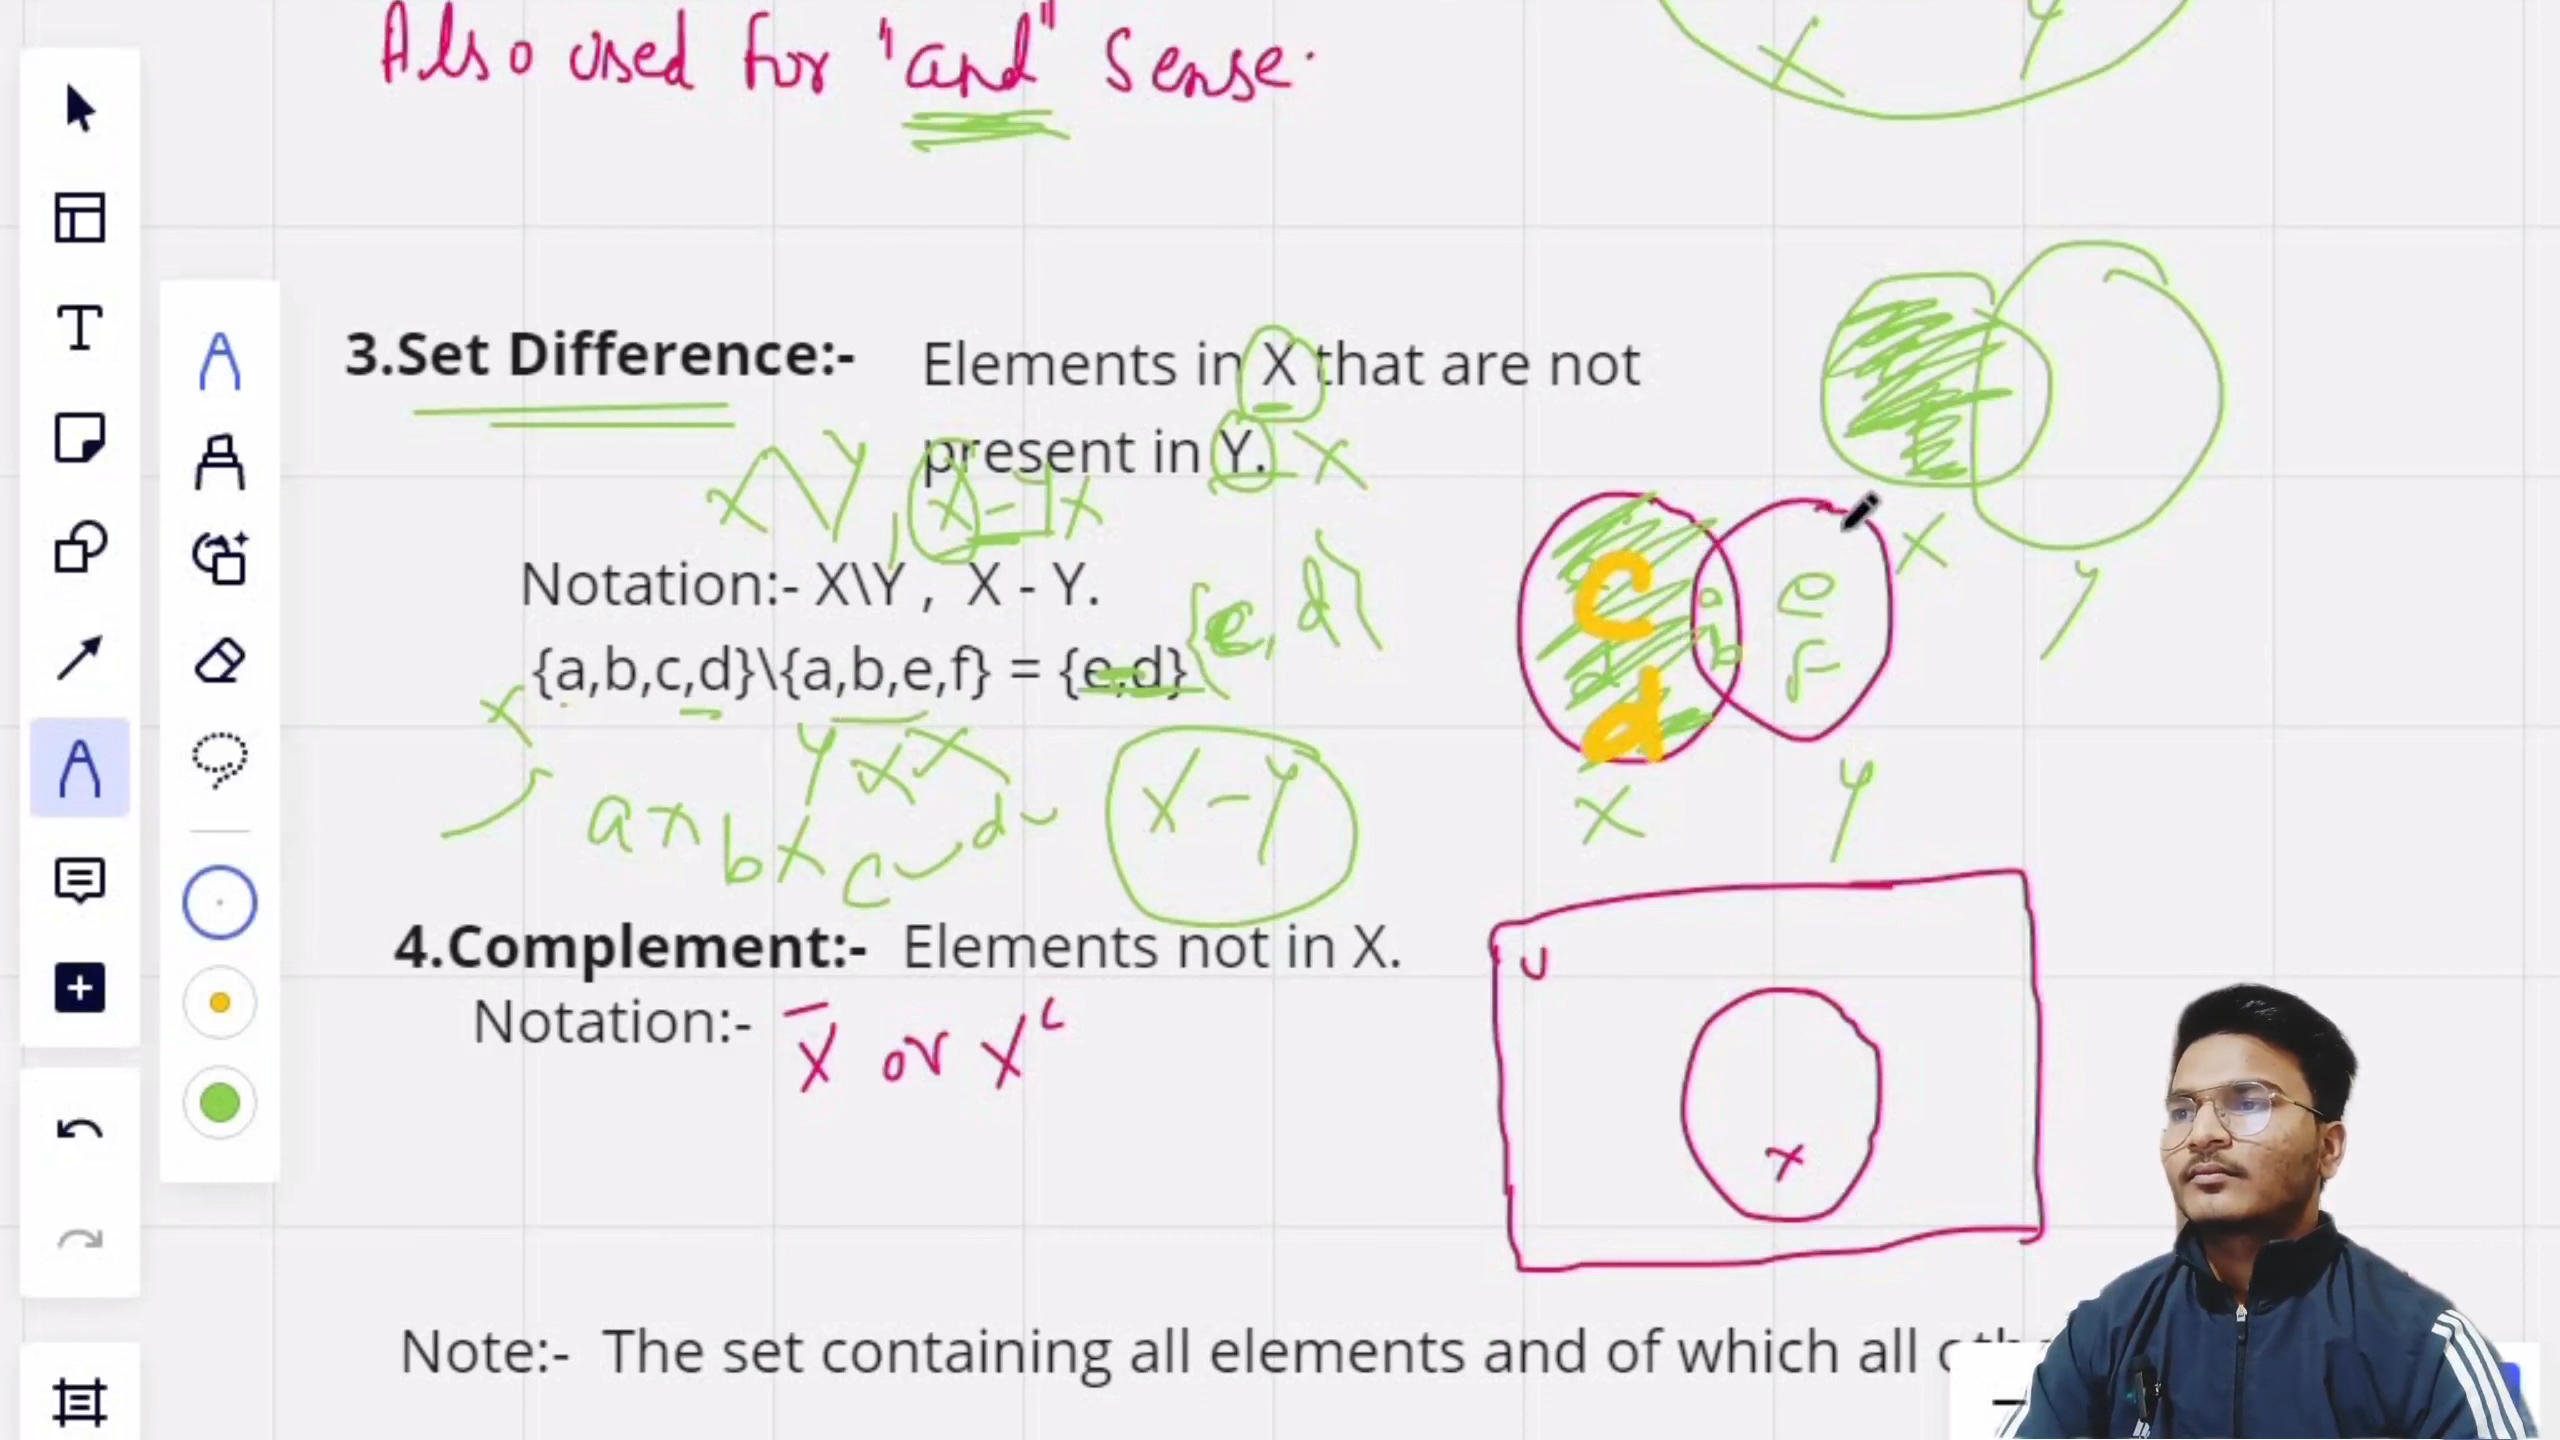 Also used for "and" sense.
X
Y
3.Set Difference:- Elements in X that are not
present in Y. X
X\Y , X - Y X
Notation:- X\Y , X - Y.
{a,b,c,d}\{a,b,e,f} = {e,d} {c, d}
X
Y X X
a x b x c d
X - Y
c
d
d
a
b
e
f
X
Y
X
Y
4.Complement:- Elements not in X.
Notation:- X̅ or Xᶜ
U
X
Note:- The set containing all elements and of which all